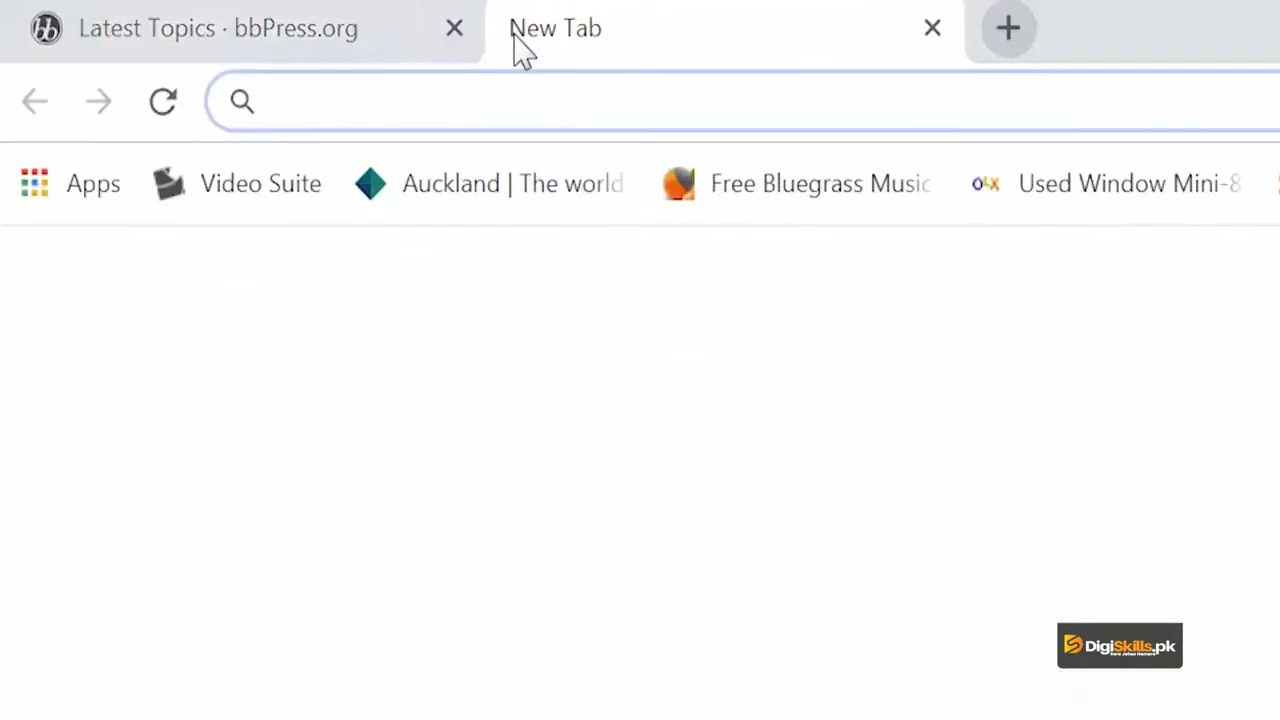 Latest Topics · bbPress.org
New Tab
Apps
Video Suite
Auckland | The world
Free Bluegrass Music
Used Window Mini-8
DigiSkills.pk